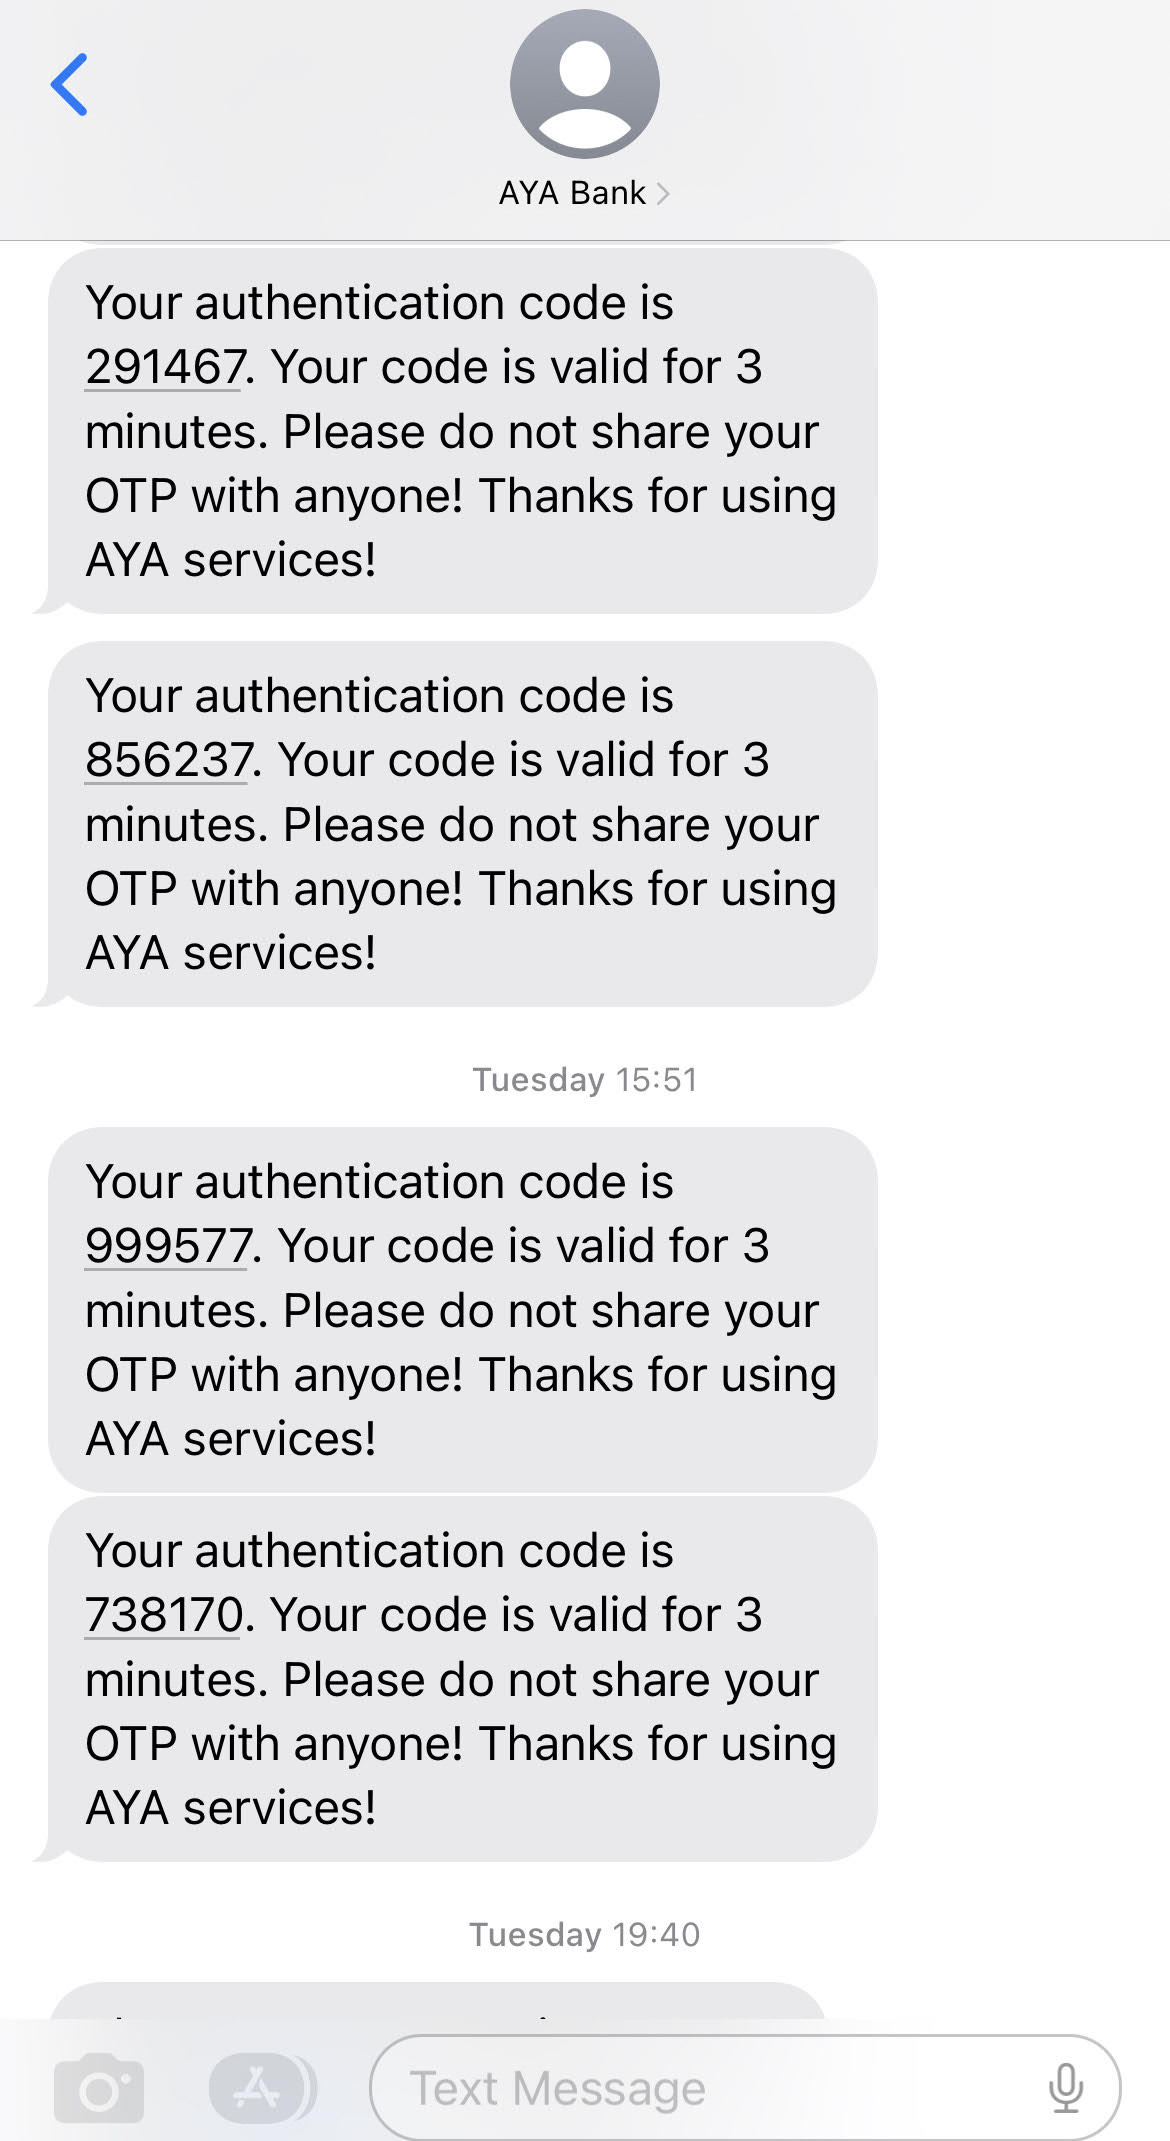 AYA Bank
Your authentication code is
291467. Your code is valid for 3
minutes. Please do not share your
OTP with anyone! Thanks for using
AYA services!
Your authentication code is
856237. Your code is valid for 3
minutes. Please do not share your
OTP with anyone! Thanks for using
AYA services!
Tuesday 15:51
Your authentication code is
999577. Your code is valid for 3
minutes. Please do not share your
OTP with anyone! Thanks for using
AYA services!
Your authentication code is
738170. Your code is valid for 3
minutes. Please do not share your
OTP with anyone! Thanks for using
AYA services!
Tuesday 19:40
Text Message